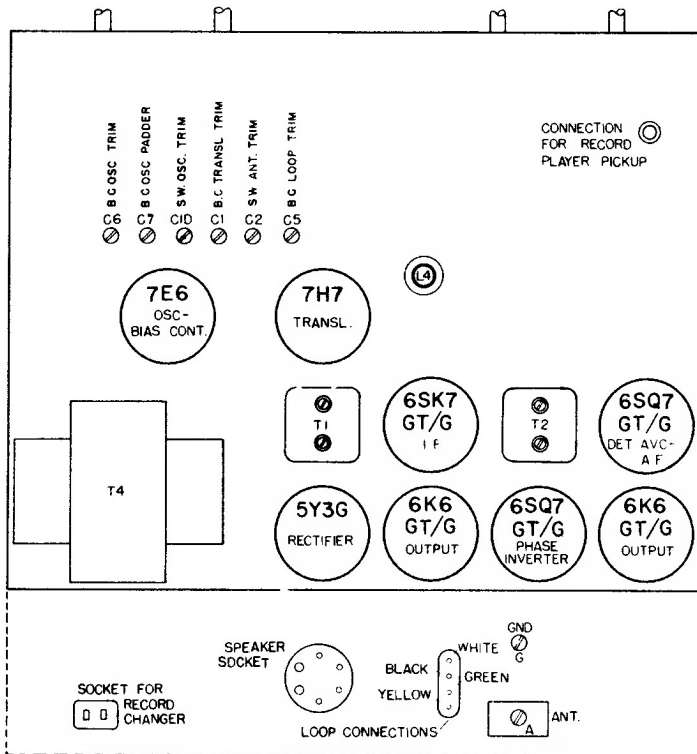 B C OSC TRIM
B C OSC PADDER
S W. OSC. TRIM
B.C TRANSL TRIM
S W ANT. TRIM
B C LOOP TRIM
C6 C7 C10 C1 C2 C5
CONNECTION
FOR RECORD
PLAYER PICKUP
L4
7E6
OSC-
BIAS CONT.
7H7
TRANSL.
T1
6SK7
GT/G
I F
T2
6SQ7
GT/G
DET AVC-
A F
T4
5Y3G
RECTIFIER
6K6
GT/G
OUTPUT
6SQ7
GT/G
PHASE
INVERTER
6K6
GT/G
OUTPUT
SPEAKER
SOCKET
WHITE
BLACK
GREEN
YELLOW
LOOP CONNECTIONS
GND
G
A
ANT.
SOCKET FOR
RECORD
CHANGER